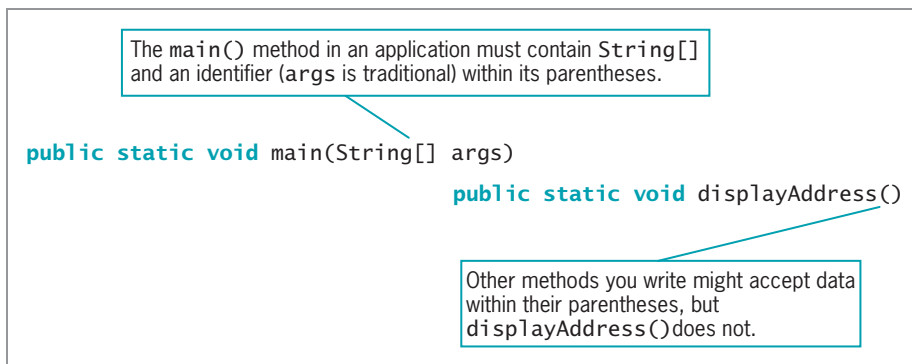 The main() method in an application must contain String[]
and an identifier (args is traditional) within its parentheses.
public static void main(String[] args)
public static void displayAddress()
Other methods you write might accept data
within their parentheses, but
displayAddress()does not.